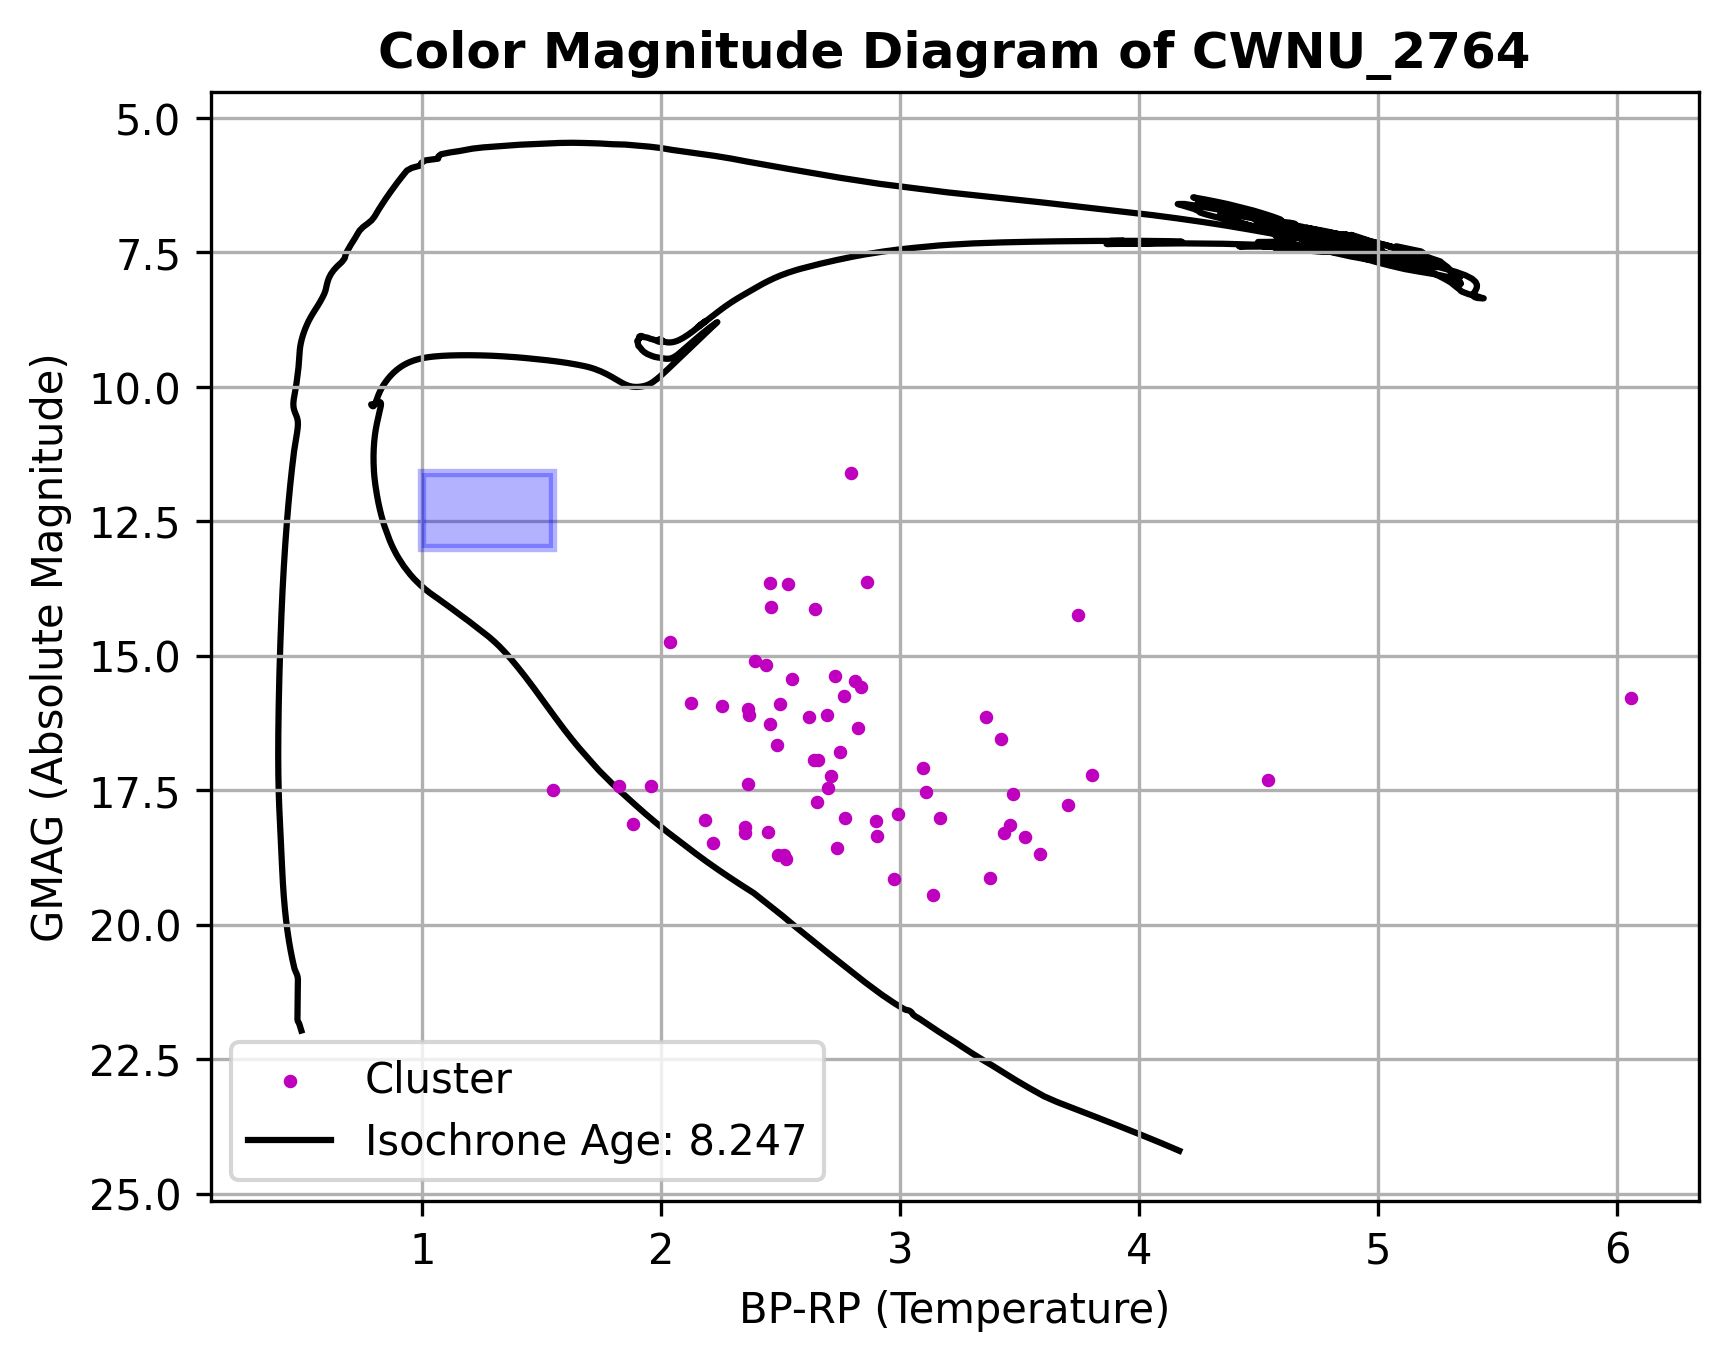 Color Magnitude Diagram of CWNU_2764
GMAG (Absolute Magnitude)
5.0
7.5
10.0
12.5
15.0
17.5
20.0
22.5
25.0
Cluster
Isochrone Age: 8.247
1 2 3 4 5 6
BP-RP (Temperature)